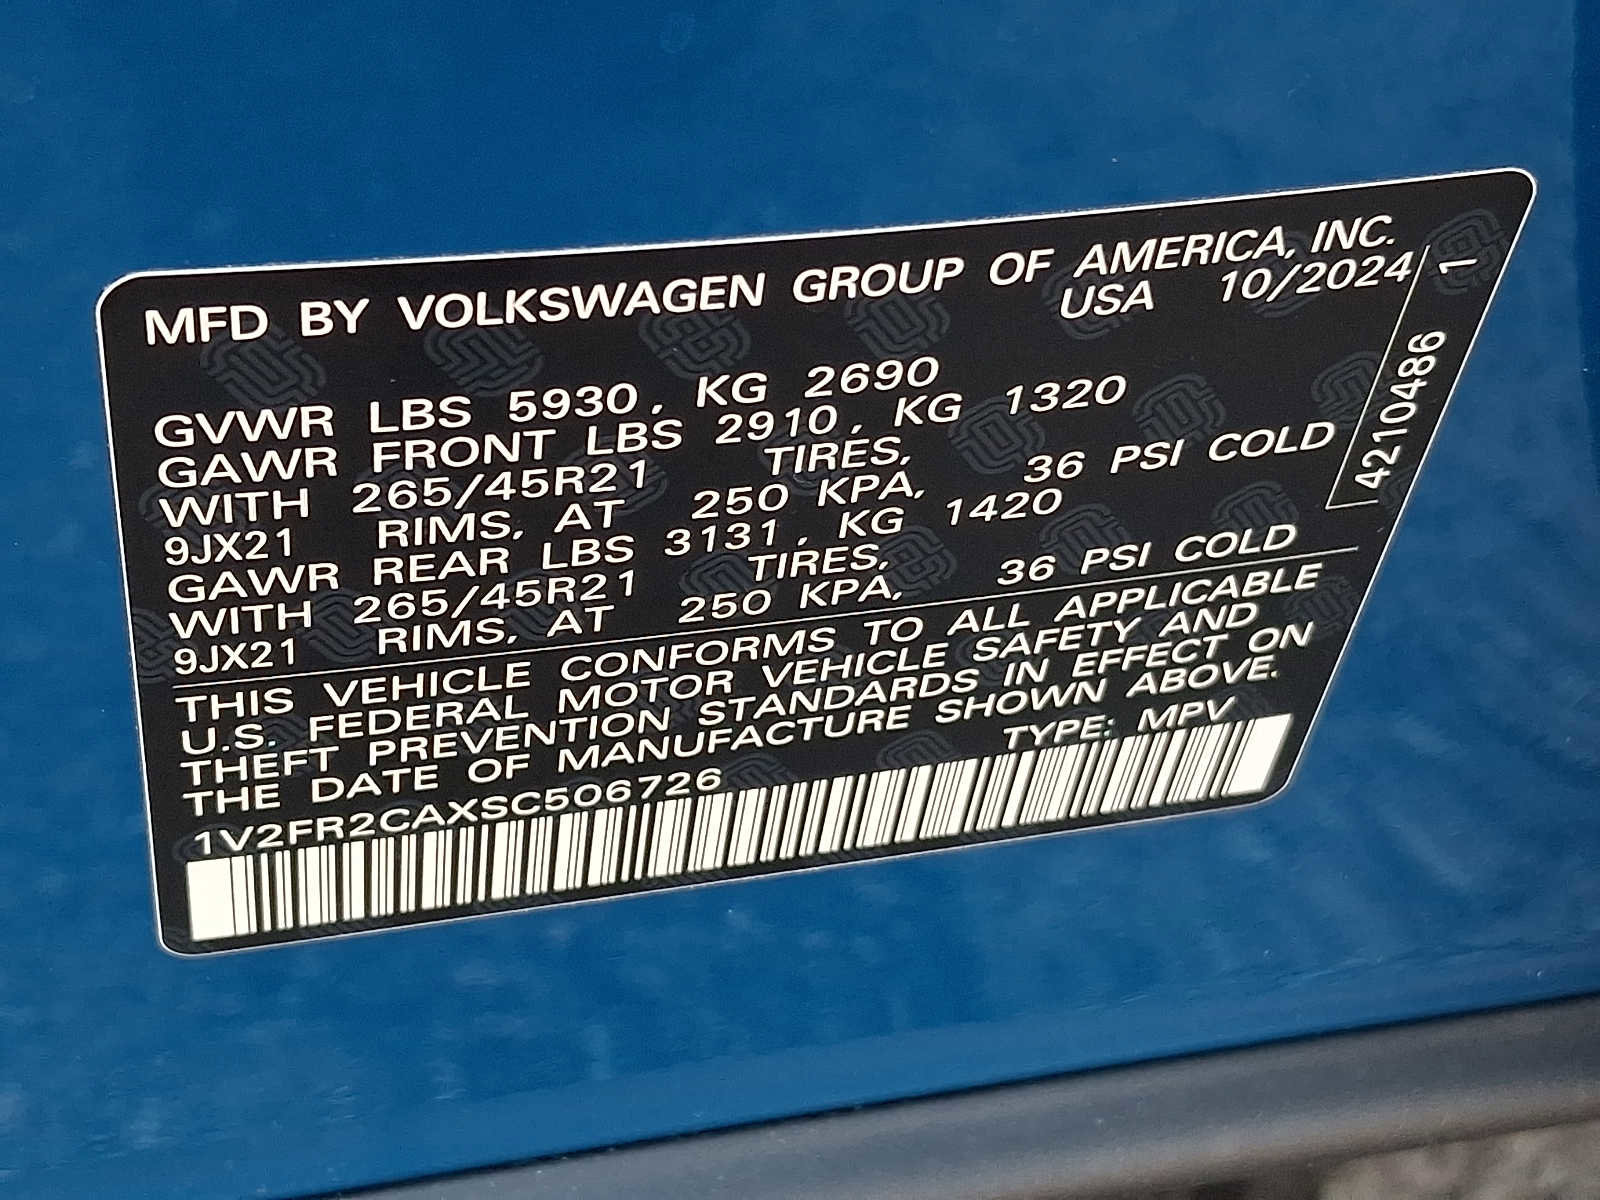 MFD BY VOLKSWAGEN GROUP OF AMERICA, INC.
USA 10/2024
GVWR LBS 5930, KG 2690
GAWR FRONT LBS 2910, KG 1320
WITH 265/45R21 TIRES,
9JX21 RIMS, AT 250 KPA, 36 PSI COLD
GAWR REAR LBS 3131, KG 1420
WITH 265/45R21 TIRES,
9JX21 RIMS, AT 250 KPA, 36 PSI COLD
THIS VEHICLE CONFORMS TO ALL APPLICABLE
U.S. FEDERAL MOTOR VEHICLE SAFETY AND
THEFT PREVENTION STANDARDS IN EFFECT ON
THE DATE OF MANUFACTURE SHOWN ABOVE.
1V2FR2CAXSC506726 TYPE: MPV
4210486 1